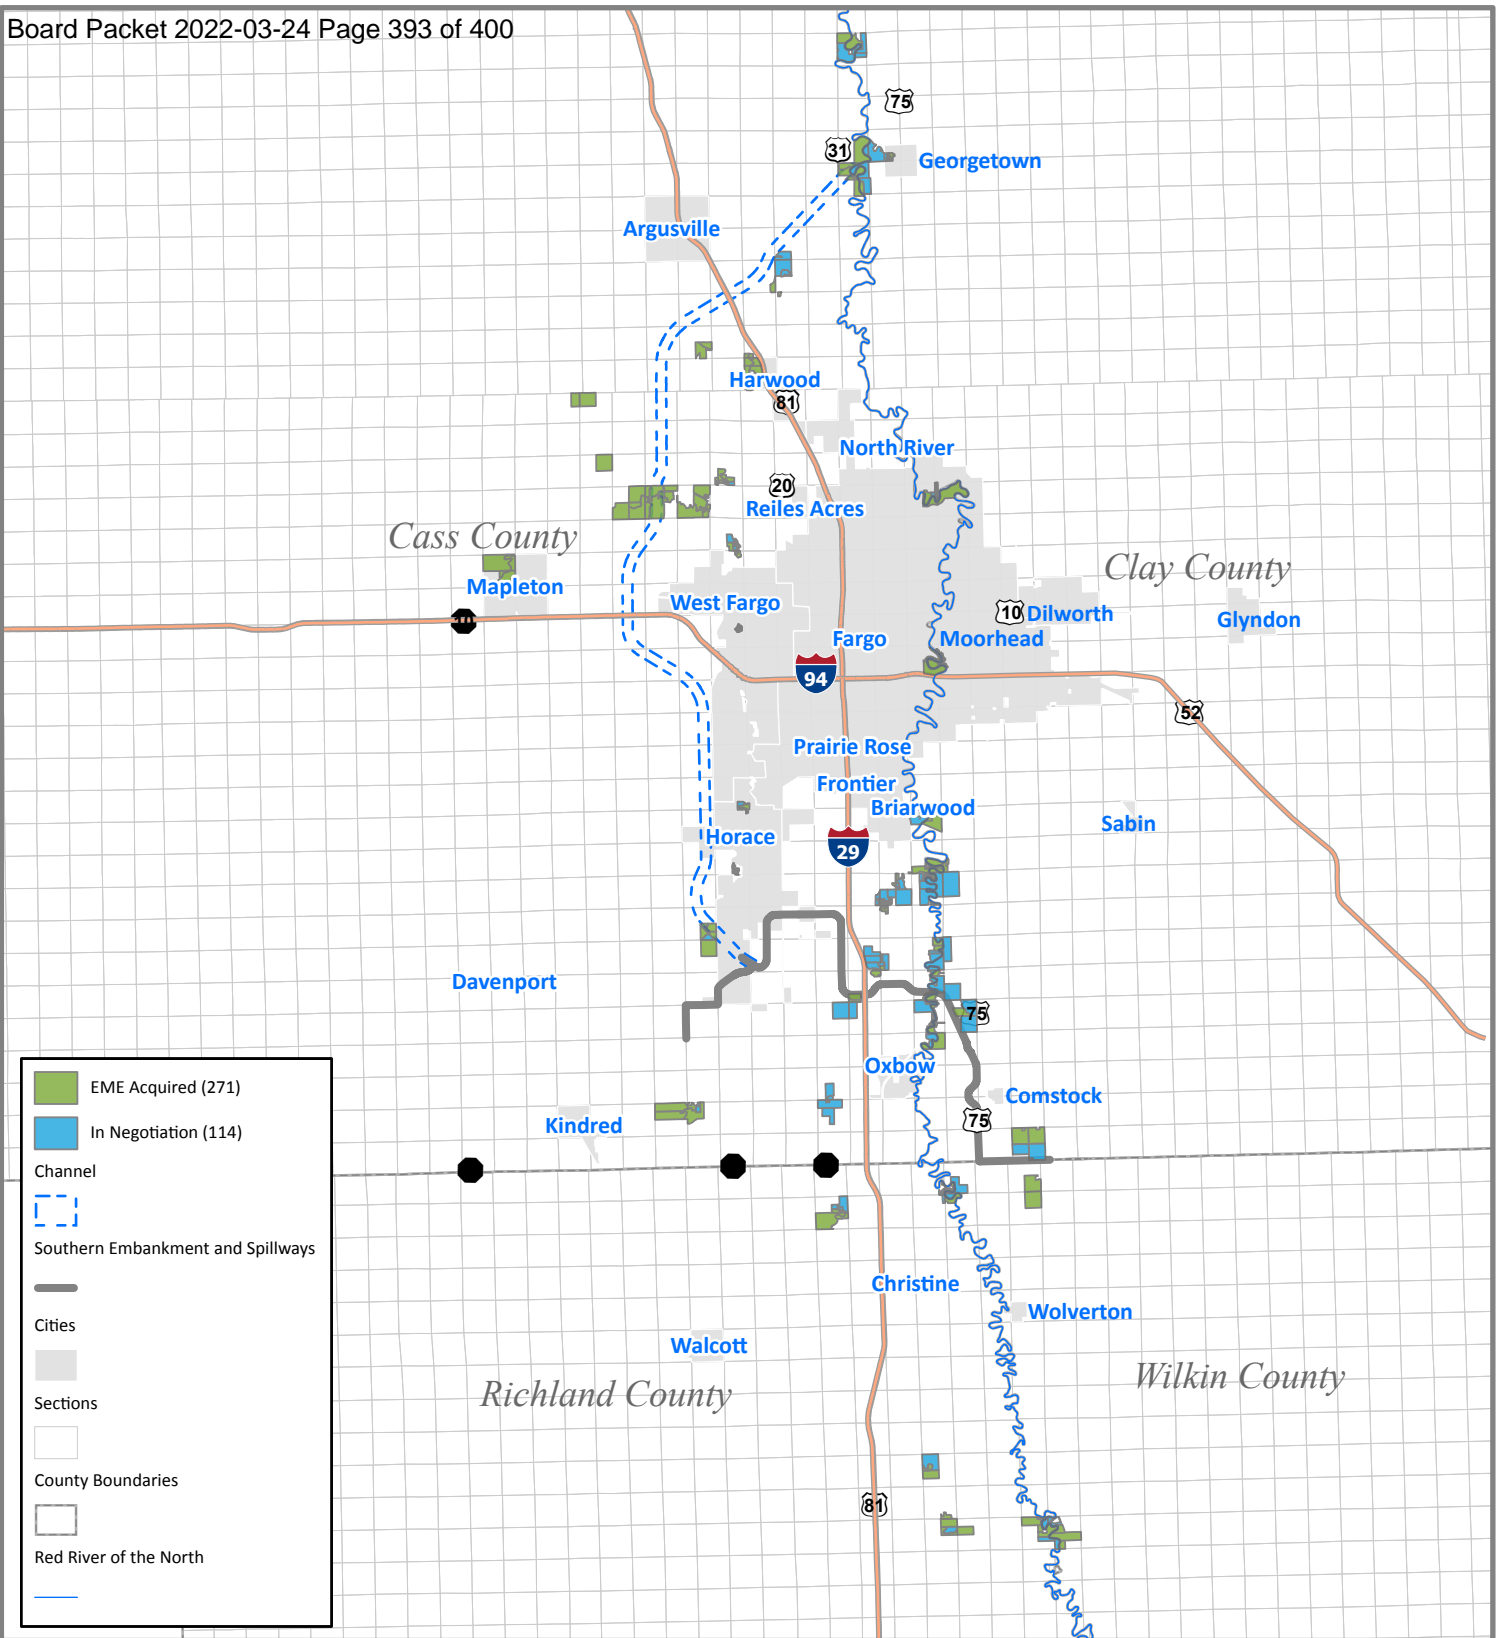 Board Packet 2022-03-24 Page 393 of 400
75
31
Georgetown
Argusville
Harwood
81
North River
20
Reiles Acres
Cass County
Clay County
Mapleton
West Fargo
10
Dilworth
Glyndon
10
Fargo
Moorhead
94
52
Prairie Rose
Frontier
Briarwood
Sabin
Horace
29
Davenport
75
Oxbow
Comstock
75
Kindred
Christine
Wolverton
Walcott
Wilkin County
Richland County
81
EME Acquired (271)
In Negotiation (114)
Channel
Southern Embankment and Spillways
Cities
Sections
County Boundaries
Red River of the North